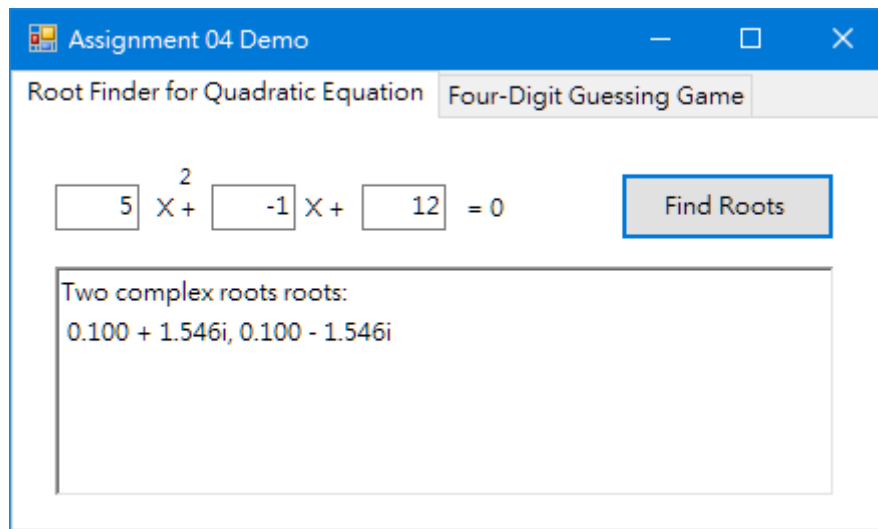 Assignment 04 Demo
Root Finder for Quadratic Equation Four-Digit Guessing Game
2
5 X + -1 X + 12 = 0 Find Roots
Two complex roots roots:
0.100 + 1.546i, 0.100 - 1.546i